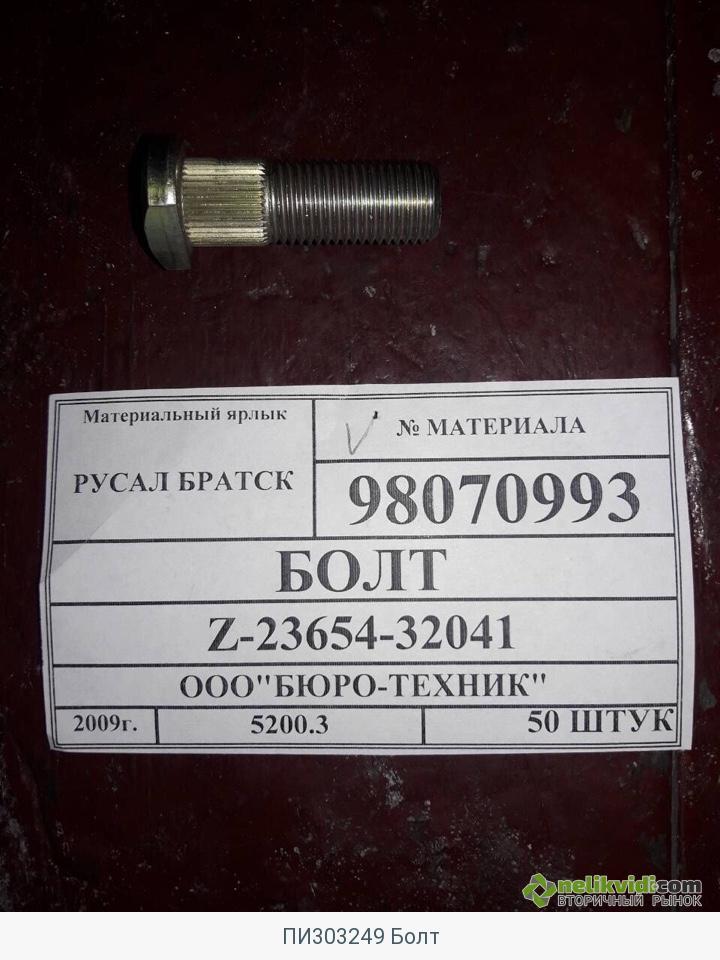 Материальный ярлык
РУСАЛ БРАТСК
№ МАТЕРИАЛА
98070993
БОЛТ
Z-23654-32041
ООО"БЮРО-ТЕХНИК"
2009г. 5200.3 50 ШТУК
nelikvidi.com
ВТОРИЧНЫЙ РЫНОК
ПИ303249 Болт